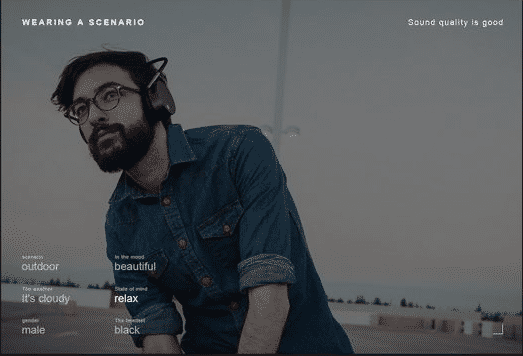 WEARING A SCENARIO
Sound quality is good
scenario
outdoor
In the mood
beautiful
The weather
It's cloudy
State of mind
relax
gender
male
The headset
black